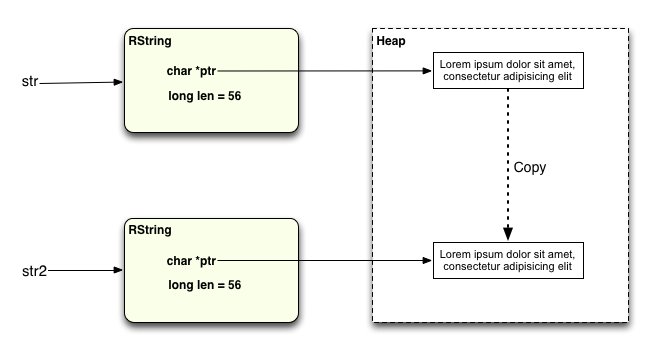 RString
Heap
char *ptr
Lorem ipsum dolor sit amet,
consectetur adipisicing elit
str
long len = 56
Copy
RString
char *ptr
Lorem ipsum dolor sit amet,
consectetur adipisicing elit
str2
long len = 56